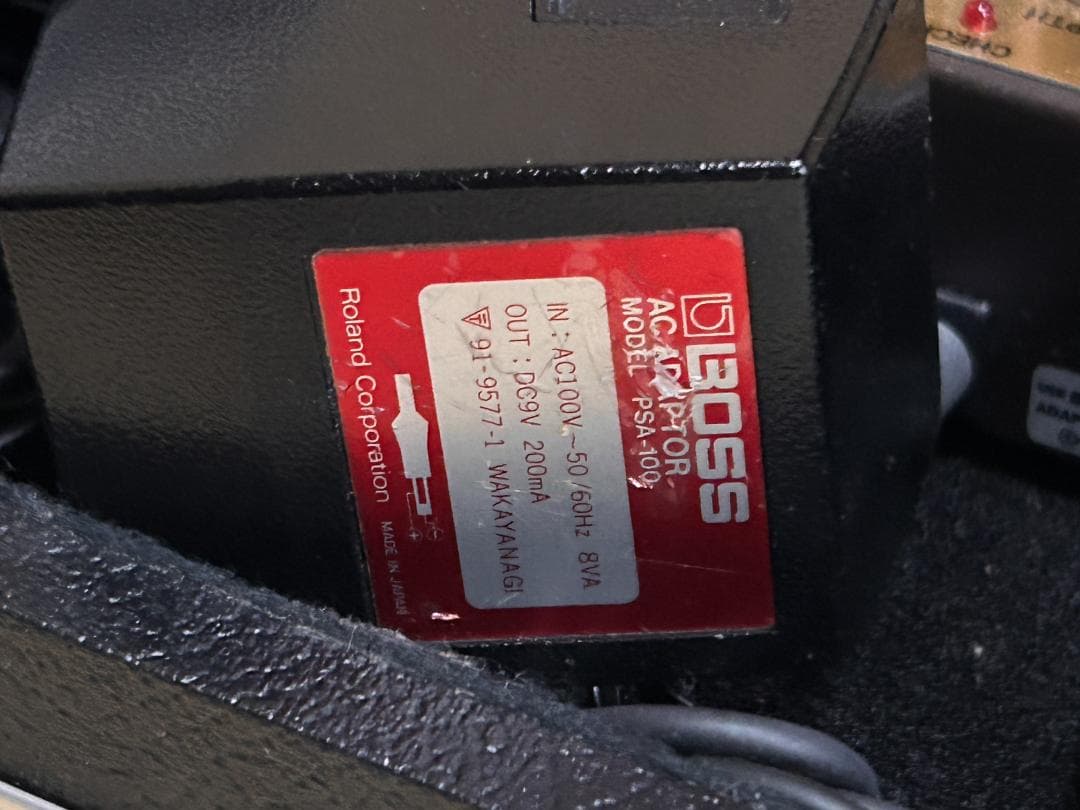 BOSS
AC ADAPTOR
MODEL PSA-100
IN : AC100V.~50/60Hz 8VA
OUT : DC9V 200mA
91-9577-1 WAKAYANAGI
+ -
Roland Corporation MADE IN JAPAN
CHECK